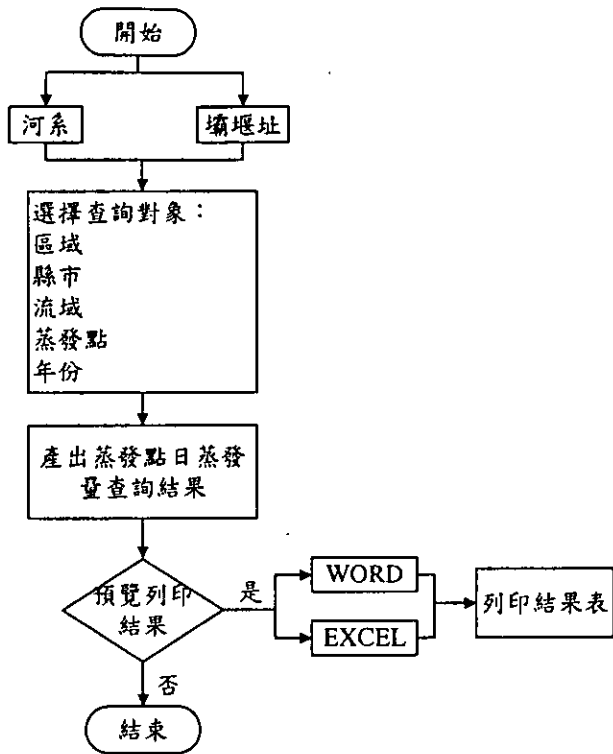 開始
河系
壩堰址
選擇查詢對象：
區域
縣市
流域
蒸發點
年份
產出蒸發點日蒸發
量查詢結果
預覽列印
結果
是
WORD
EXCEL
列印結果表
否
結束